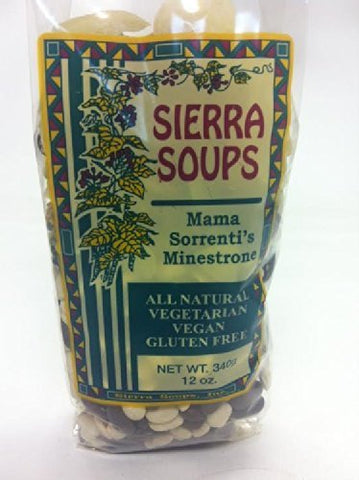 SIERRA
SOUPS
Mama
Sorrenti's
Minestrone
ALL NATURAL
VEGETARIAN
VEGAN
GLUTEN FREE
NET WT. 340g
12 oz.
Sierra Soups, Inc.